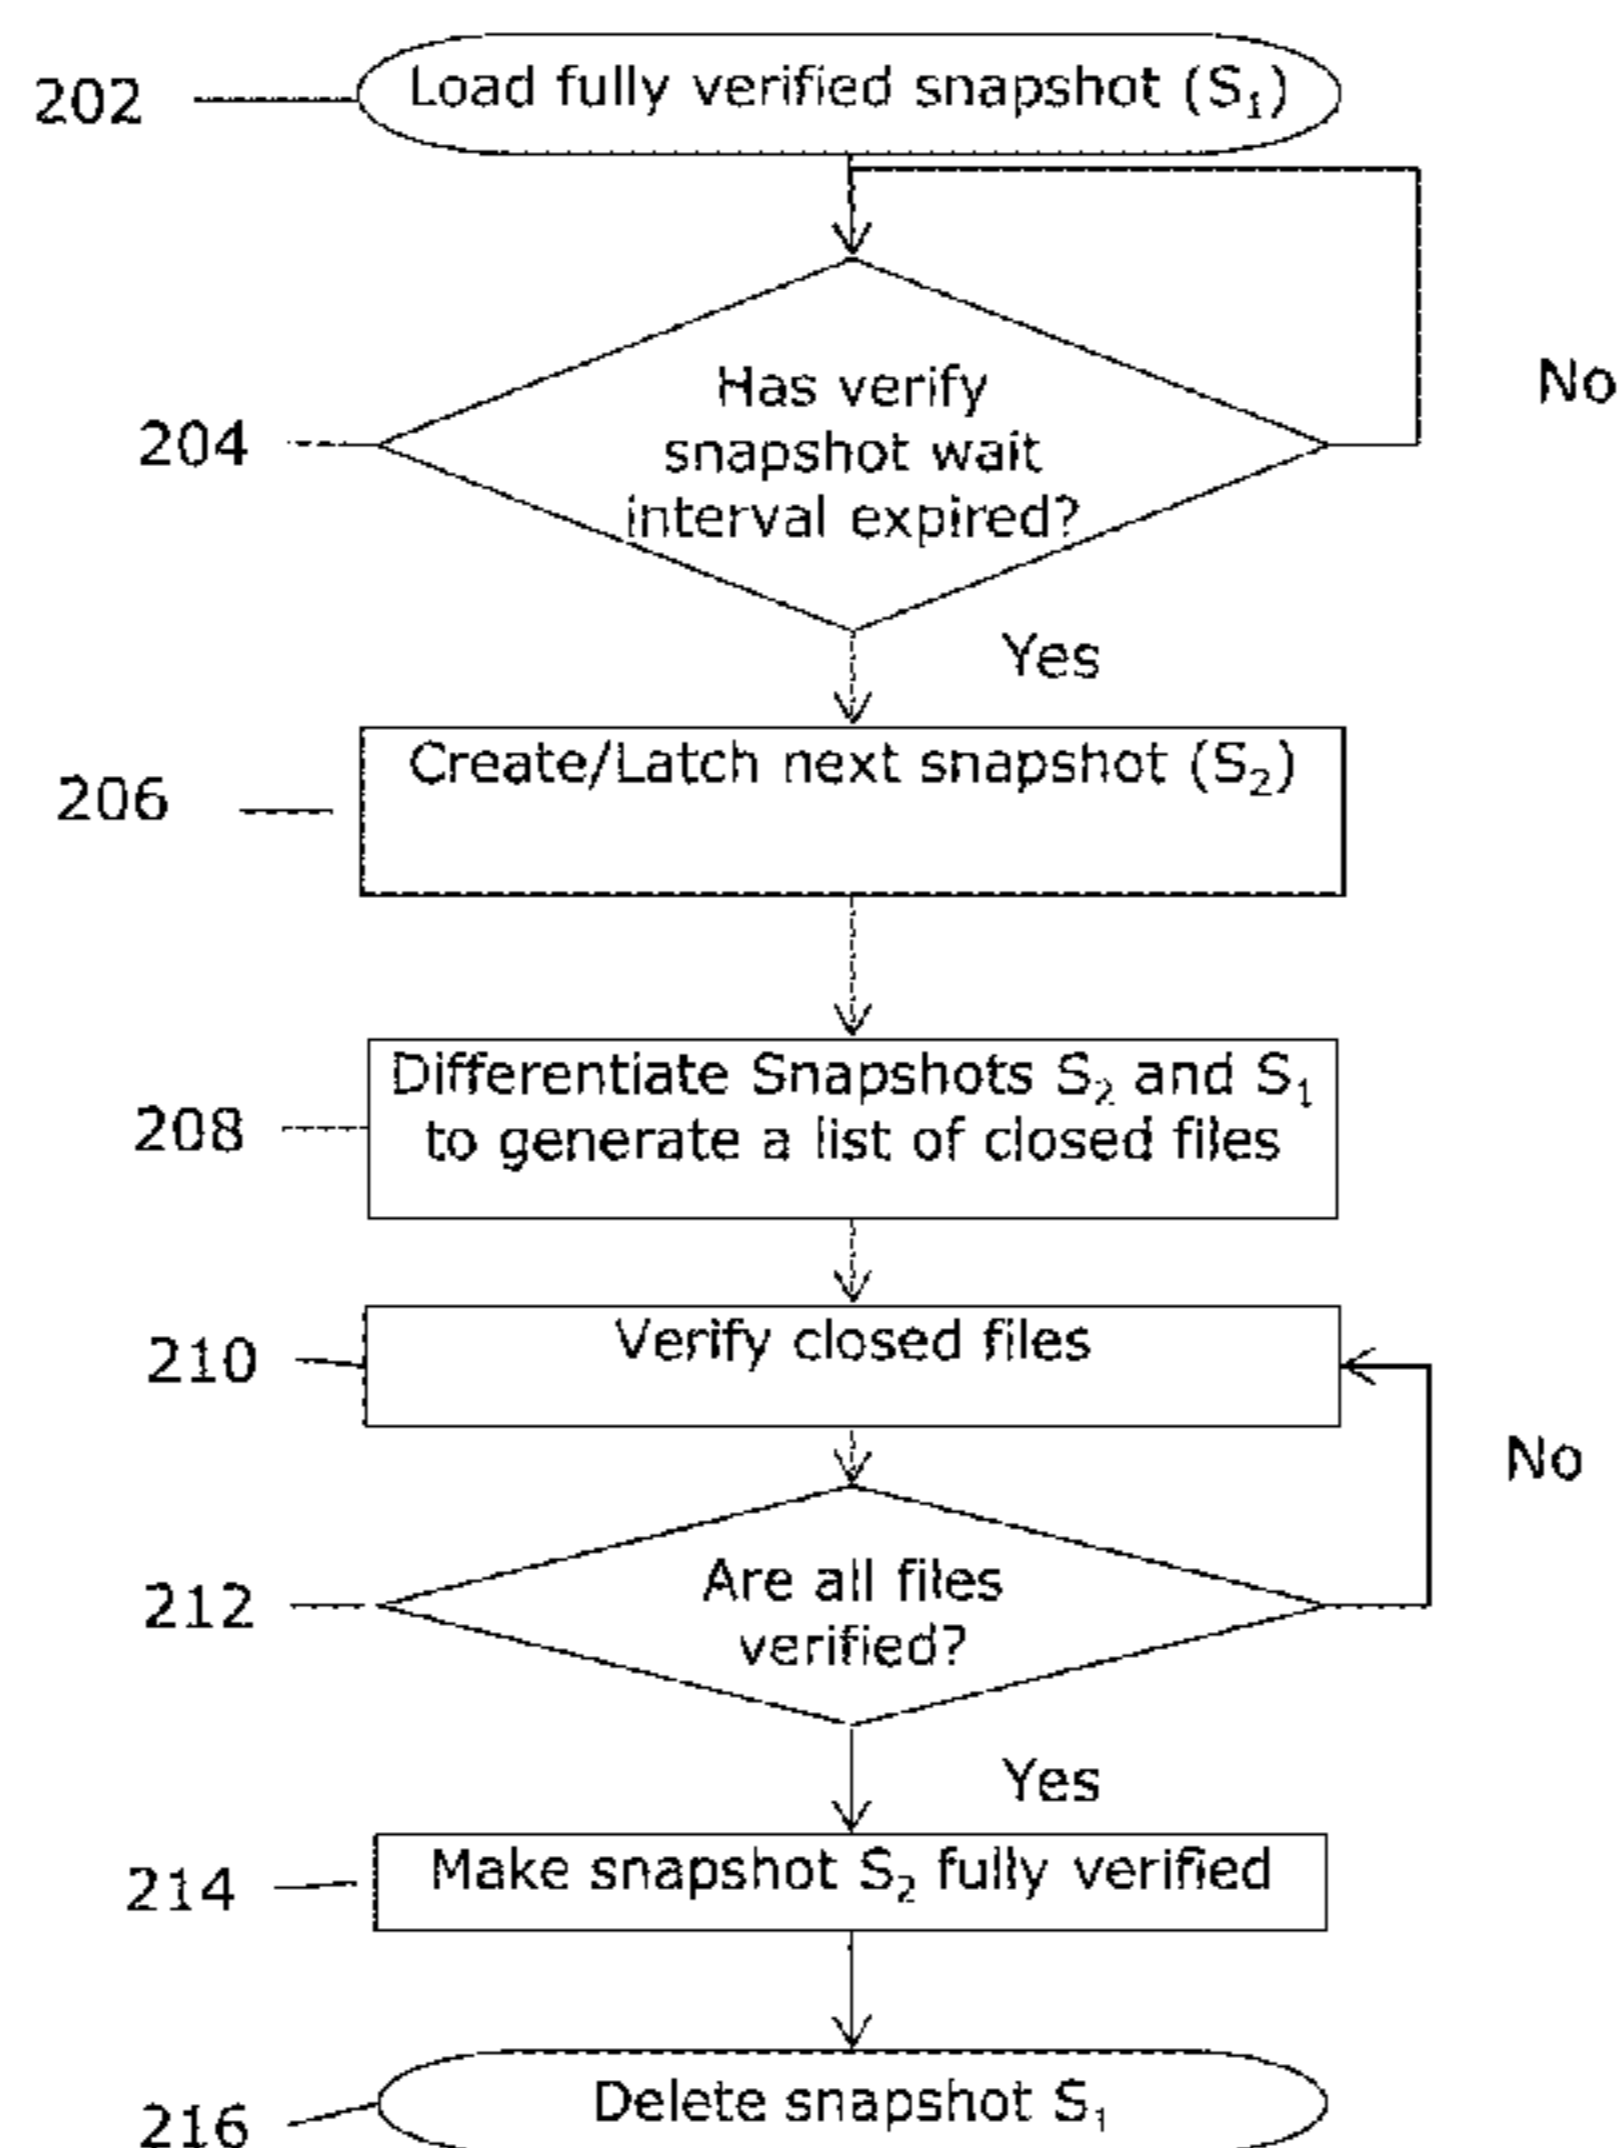 202
Load fully verified snapshot (S₁)
204
Has verify
snapshot wait
interval expired?
No
Yes
206
Create/Latch next snapshot (S₂)
208
Differentiate Snapshots S₂ and S₁
to generate a list of closed files
210
Verify closed files
212
Are all files
verified?
No
Yes
214
Make snapshot S₂ fully verified
216
Delete snapshot S₁